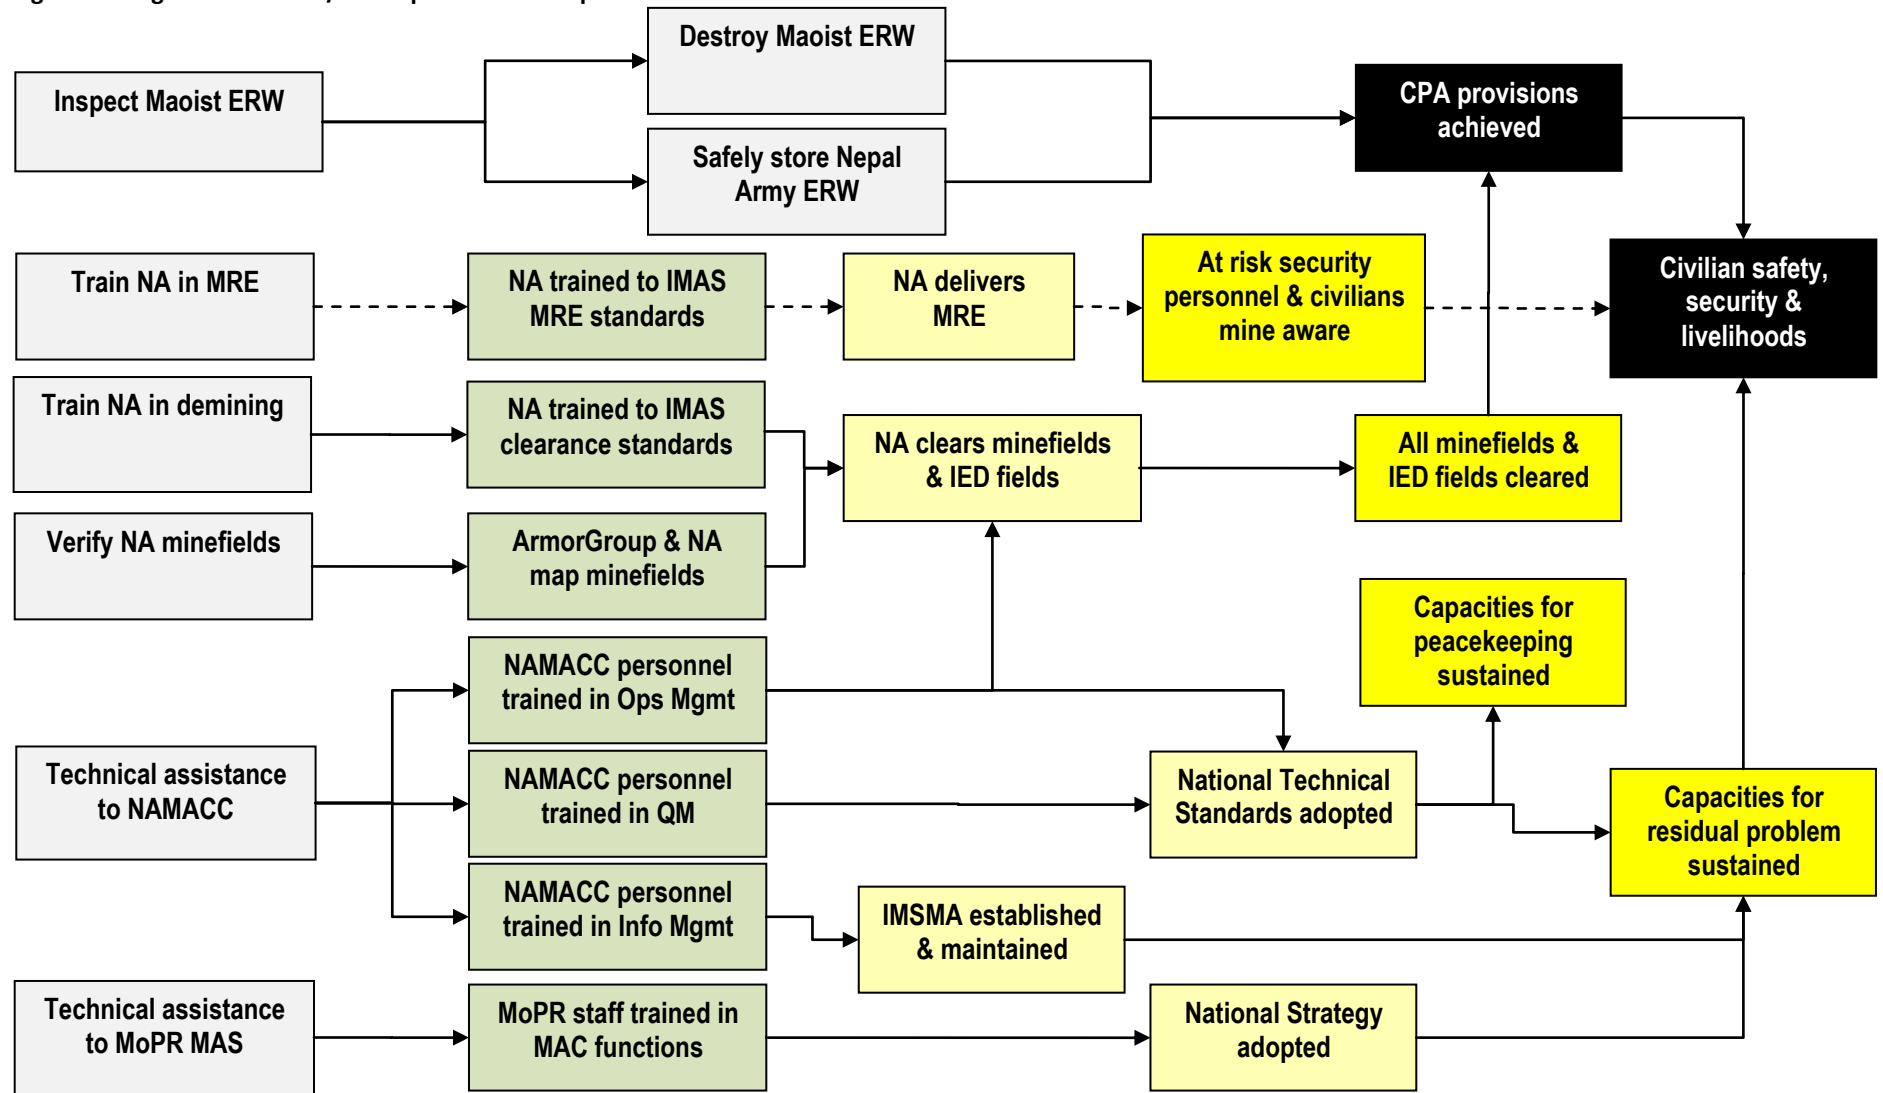 Destroy Maoist ERW
Inspect Maoist ERW
CPA provisions
achieved
Safely store Nepal
Army ERW
Train NA in MRE
NA trained to IMAS
MRE standards
NA delivers
MRE
At risk security
personnel & civilians
mine aware
Civilian safety,
security &
livelihoods
Train NA in demining
NA trained to IMAS
clearance standards
NA clears minefields
& IED fields
All minefields &
IED fields cleared
Verify NA minefields
ArmorGroup & NA
map minefields
Capacities for
peacekeeping
sustained
NAMACC personnel
trained in Ops Mgmt
Technical assistance
to NAMACC
NAMACC personnel
trained in QM
National Technical
Standards adopted
Capacities for
residual problem
sustained
NAMACC personnel
trained in Info Mgmt
IMSMA established
& maintained
Technical assistance
to MoPR MAS
MoPR staff trained in
MAC functions
National Strategy
adopted